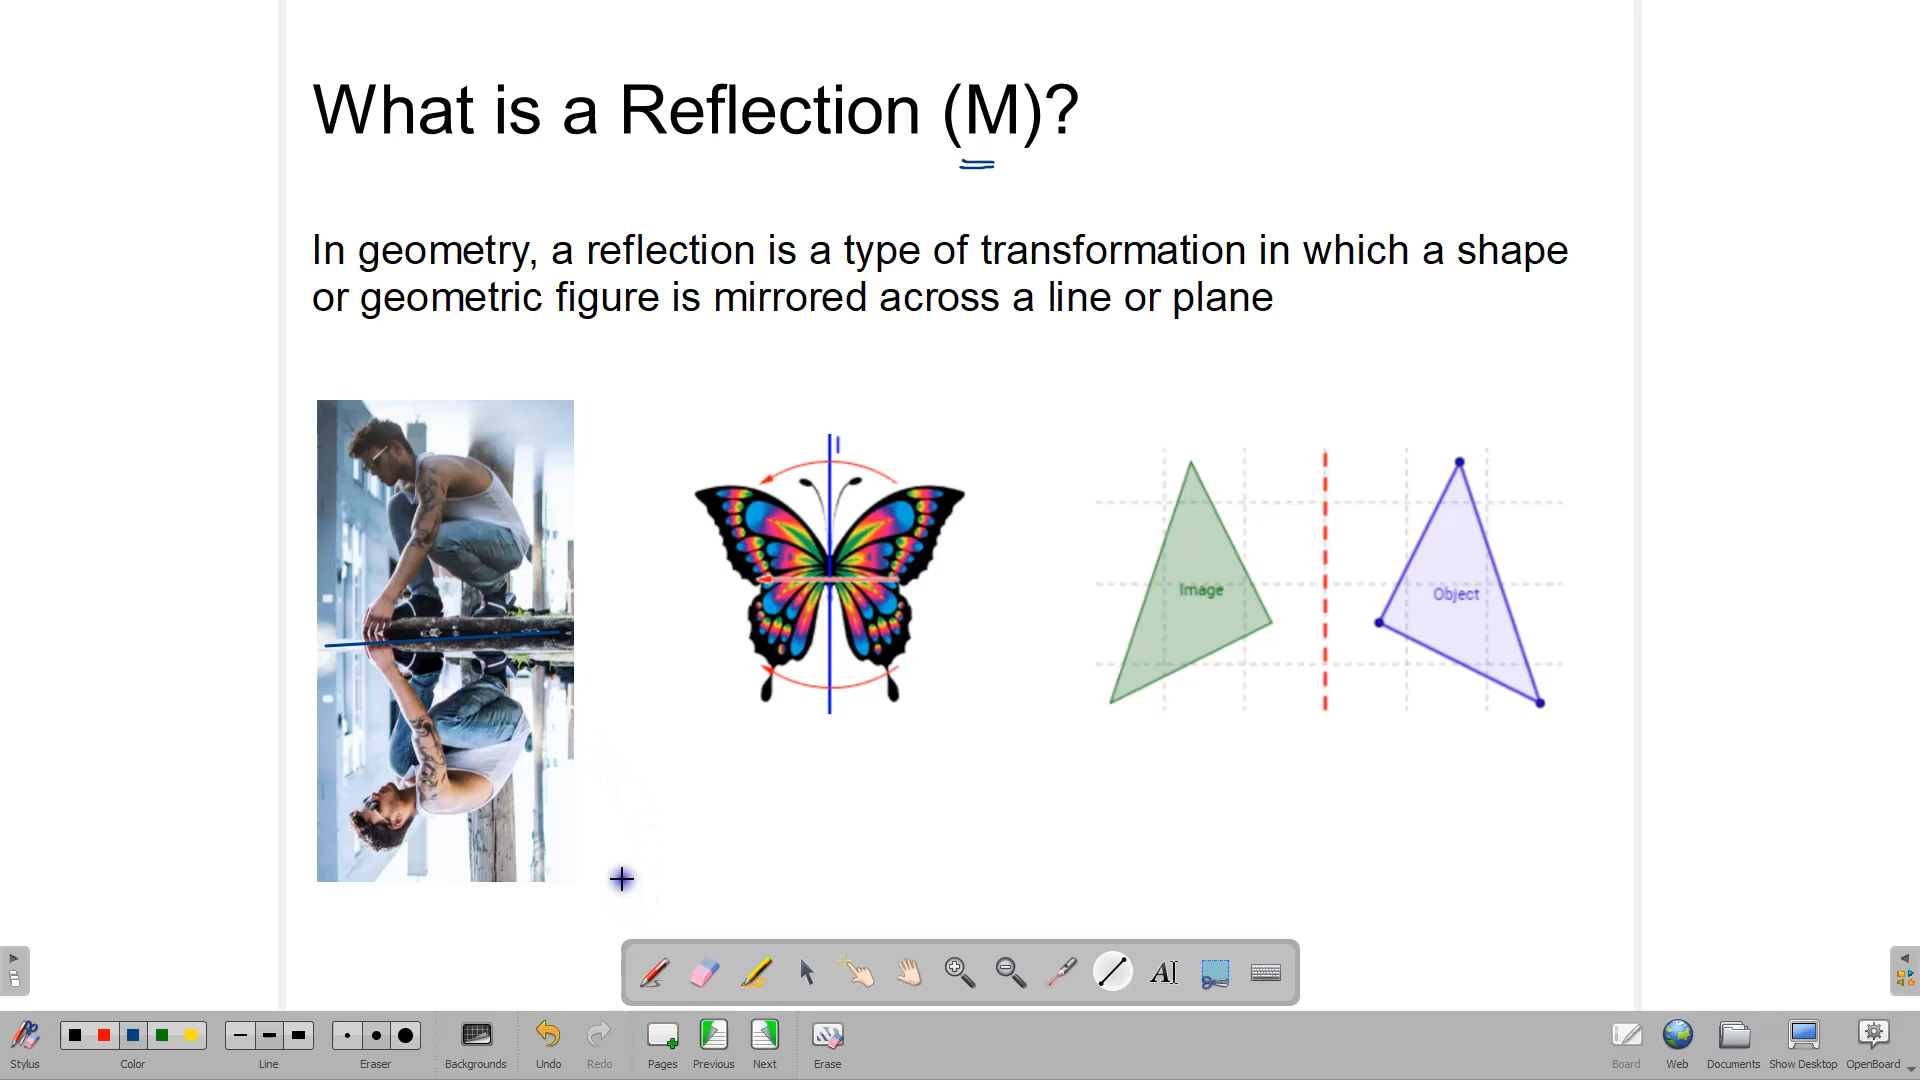 What is a Reflection (M)?
In geometry, a reflection is a type of transformation in which a shape
or geometric figure is mirrored across a line or plane
l
Image
Object
Stylus
Color
Line
Eraser
Backgrounds
Undo
Redo
Pages
Previous
Next
Erase
Board
Web
Documents
Show Desktop
OpenBoard